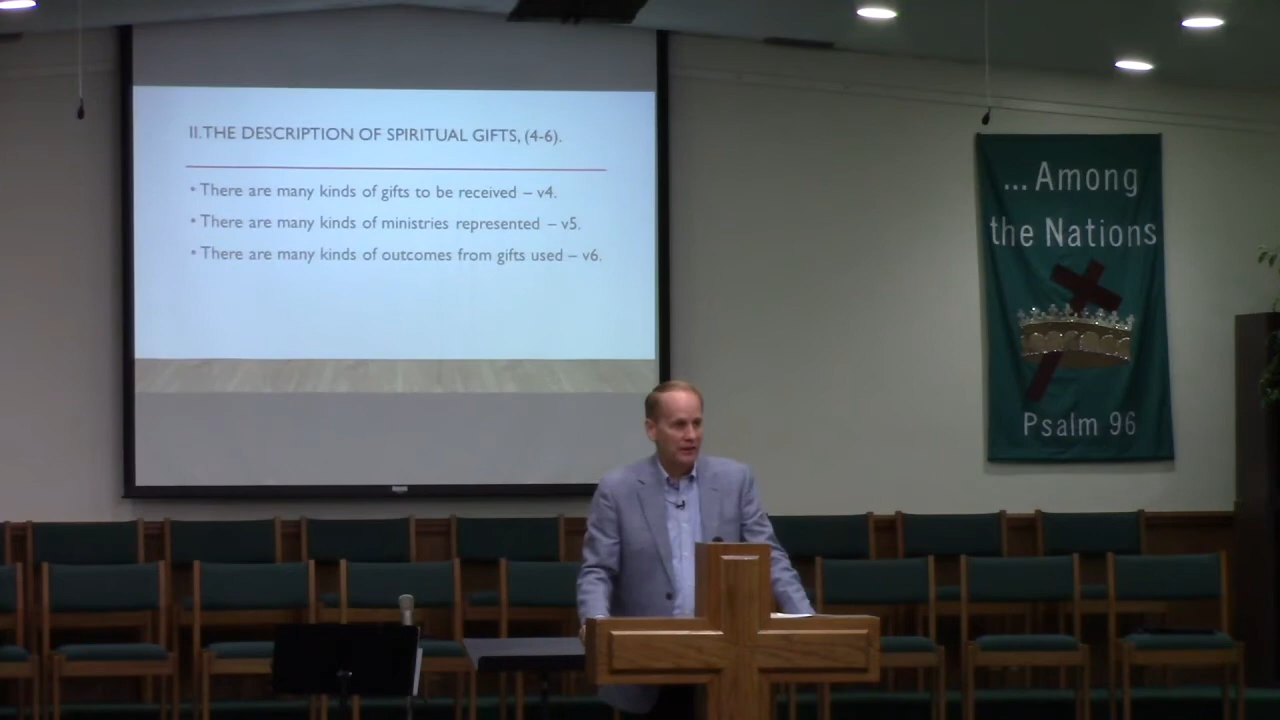 II. THE DESCRIPTION OF SPIRITUAL GIFTS, (4-6).
• There are many kinds of gifts to be received – v4.
• There are many kinds of ministries represented – v5.
• There are many kinds of outcomes from gifts used – v6.
... Among
the Nations
Psalm 96